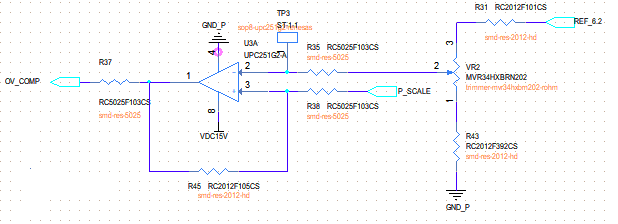 R31 RC2012F101CS
REF_6.2
smd-res-2012-hd
TP3
ST-1-1
GND_P
U3A
UPC251G2-A
R35 RC5025F103CS
smd-res-5025
VR2
MVR34HXBRN202
trimmer-mvr34hxbrn202-rohm
R37
OV_COMP
RC5025F103CS
smd-res-5025
1
2
3
4
8
1
2
3
1
P_SCALE
R38 RC5025F103CS
smd-res-5025
VDC15V
R43
RC2012F392CS
smd-res-2012-hd
R45 RC2012F105CS
smd-res-2012-hd
GND_P